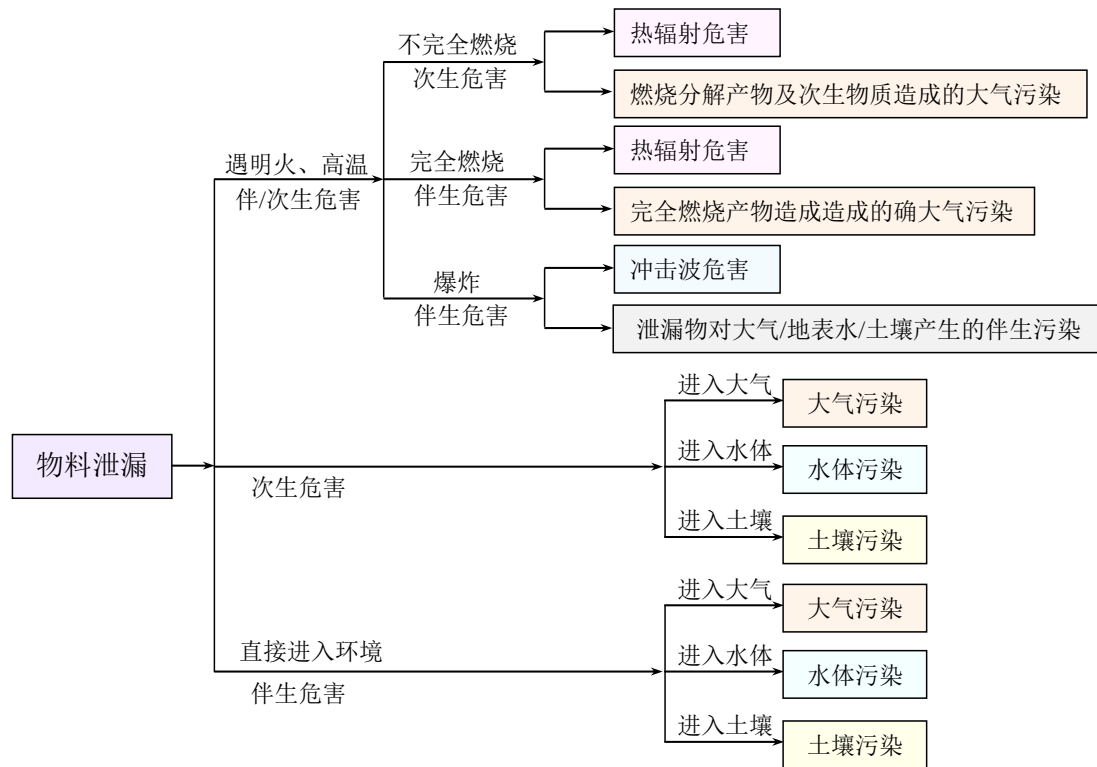 不完全燃烧
次生危害
热辐射危害
燃烧分解产物及次生物质造成的大气污染
遇明火、高温
伴/次生危害
完全燃烧
伴生危害
热辐射危害
完全燃烧产物造成造成的确大气污染
爆炸
伴生危害
冲击波危害
泄漏物对大气/地表水/土壤产生的伴生污染
物料泄漏
次生危害
进入大气
大气污染
进入水体
水体污染
进入土壤
土壤污染
直接进入环境
伴生危害
进入大气
大气污染
进入水体
水体污染
进入土壤
土壤污染